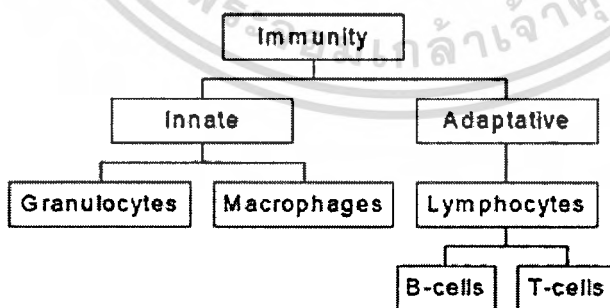 Immunity
Innate Adaptative
Granulocytes Macrophages Lymphocytes
B-cells T-cells